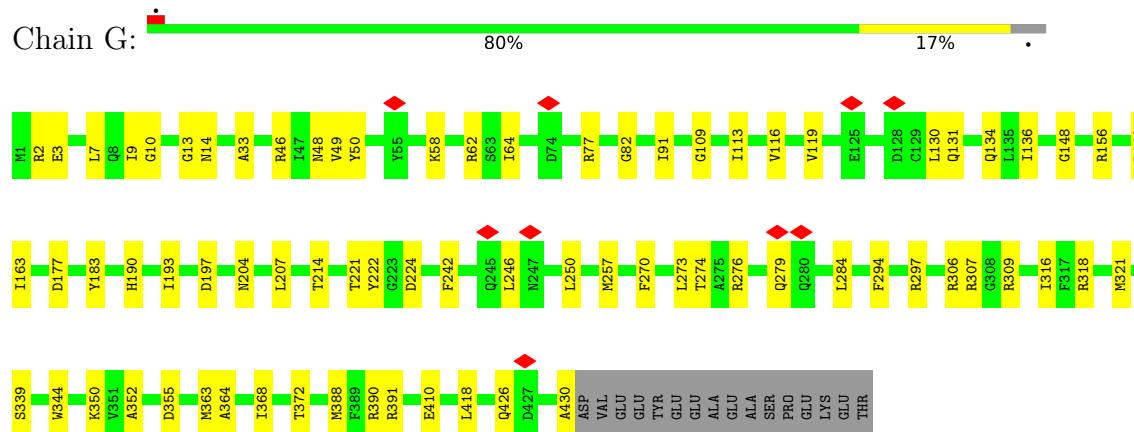 Chain G:
80% 17%
M1 R2 E3 L7 Q8 I9 G10 G13 N14 A33 R46 I47 N48 V49 Y50 Y55 K58 R62 S63 I64 D74 R77 G82 I91 G109 I113 V116 V119 E125 D128 C129 L130 Q131 Q134 L135 I136 G148 R156
I163 D177 Y183 H190 I193 D197 N204 L207 T214 T221 Y222 G223 D224 F242 Q245 L246 N247 L250 M257 F270 L273 T274 A275 R276 Q279 Q280 L284 F294 R297 R306 R307 G308 R309 I316 F317 R318 M321
S339 W344 K350 V351 A352 D355 M363 A364 I368 T372 M388 F389 R390 R391 E410 L418 Q426 D427 A430 ASP VAL GLU GLU TYR GLU GLU ALA GLU ALA SER PRO GLU LYS GLU THR